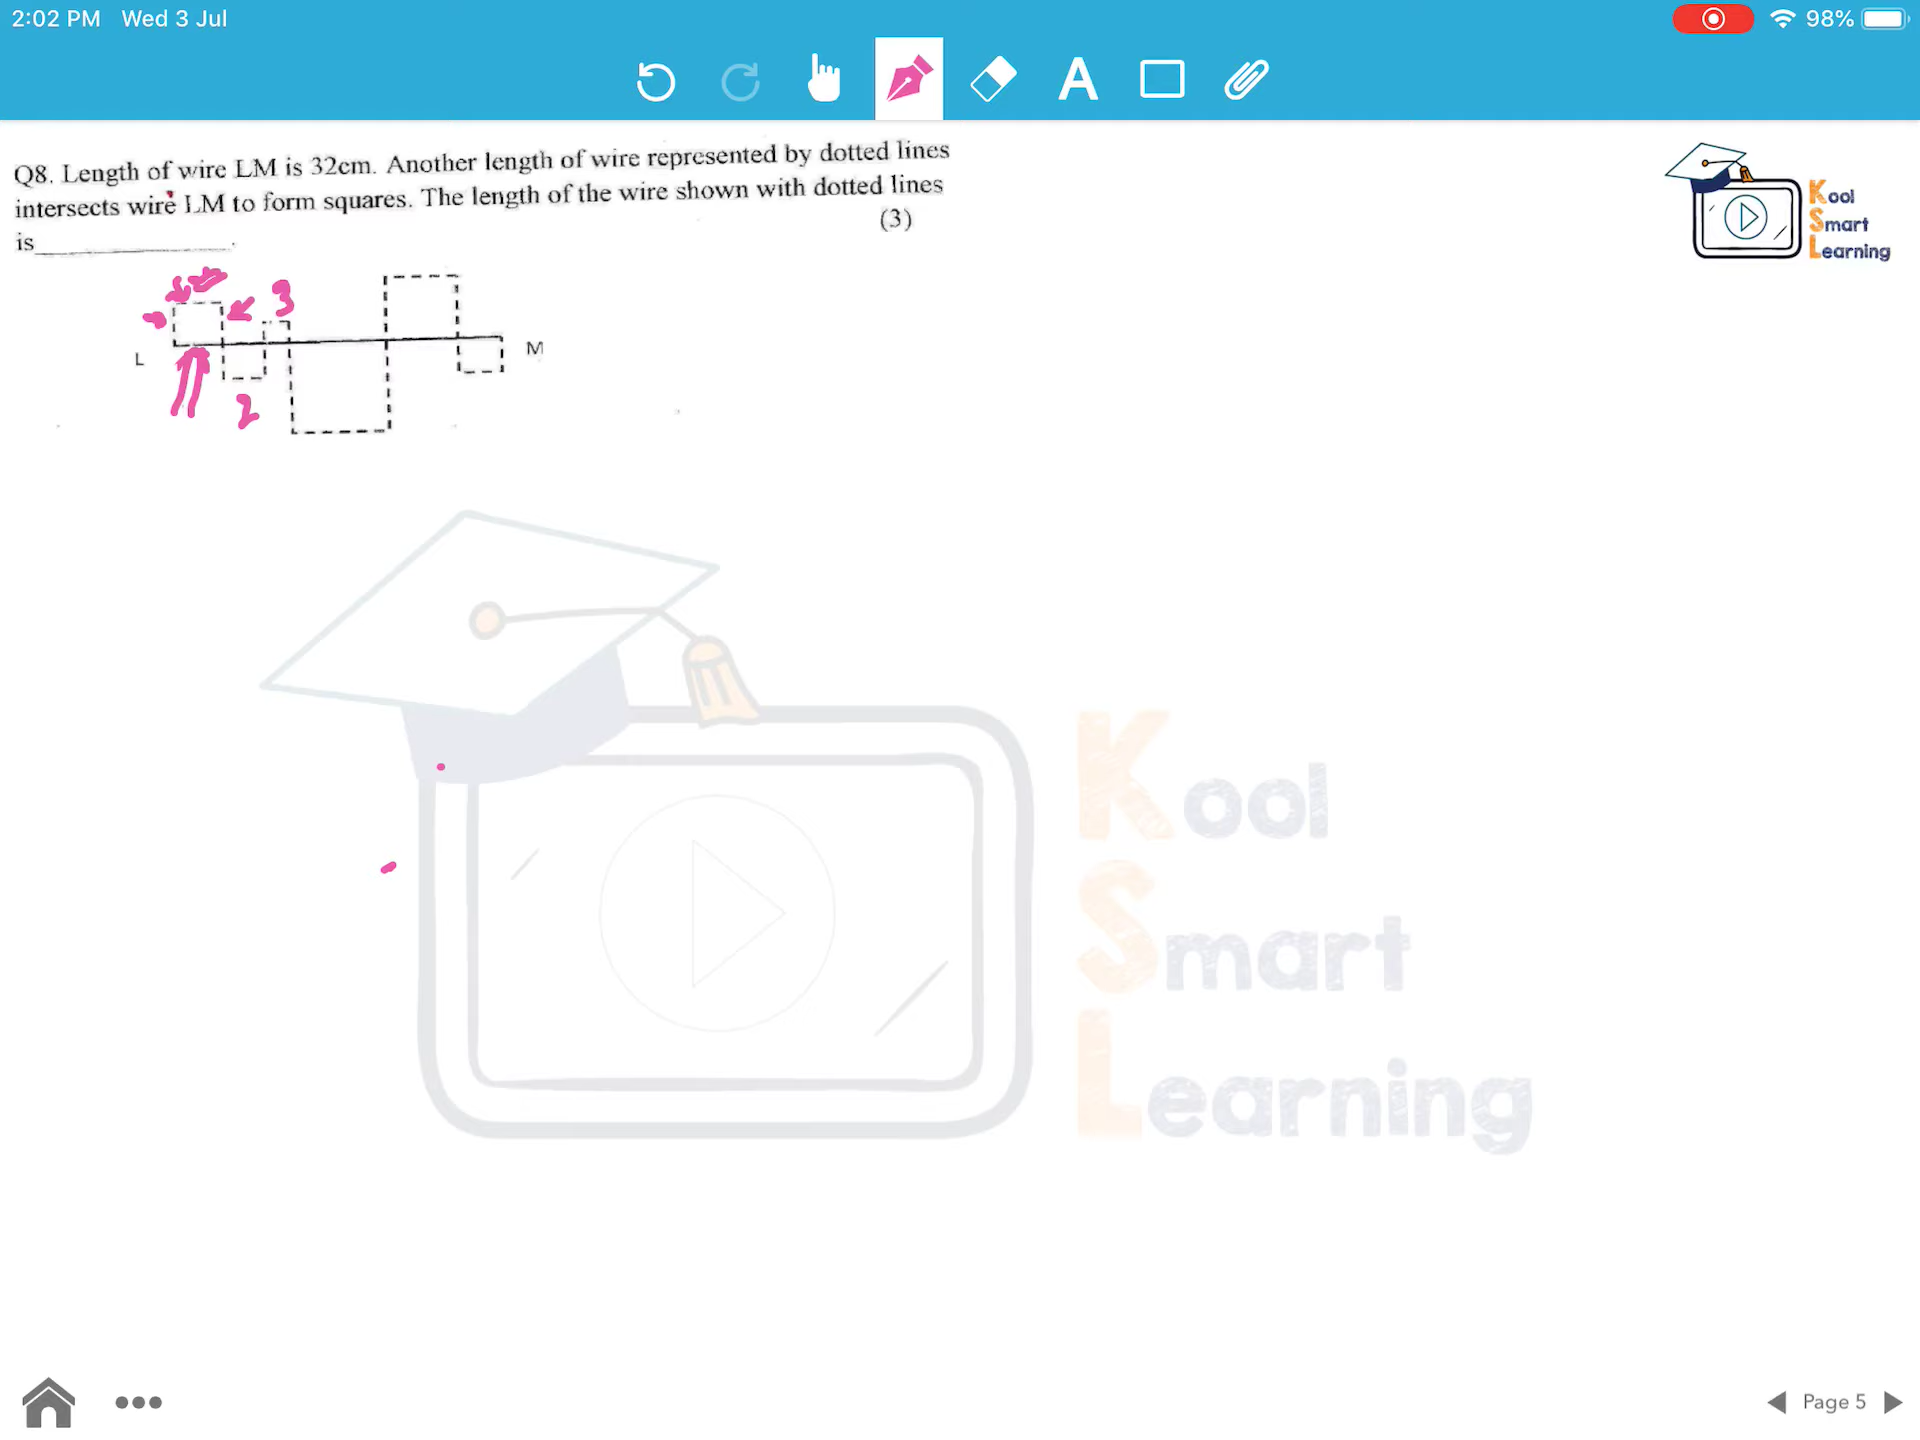 2:02 PM Wed 3 Jul
98%
A
Q8. Length of wire LM is 32cm. Another length of wire represented by dotted lines
intersects wire LM to form squares. The length of the wire shown with dotted lines
(3)
is____________________.
3
L
M
2
Kool
Smart
Learning
Kool
Smart
Learning
Page 5